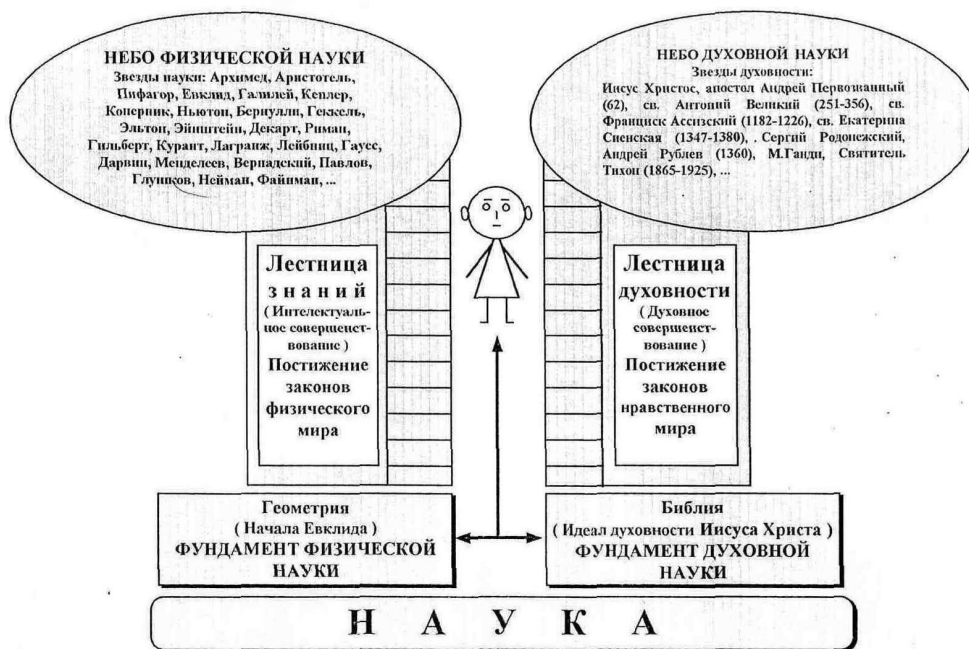 НЕБО ФИЗИЧЕСКОЙ НАУКИ
Звезды науки: Архимед, Аристотель,
Пифагор, Евклид, Галилей, Кеплер,
Коперник, Ньютон, Бернулли, Геккель,
Эльтон, Эйнштейн, Декарт, Риман,
Гильберт, Курант, Лагранж, Лейбниц, Гаусс,
Дарвин, Менделеев, Вернадский, Павлов,
Глушков, Нейман, Файнман, ...
НЕБО ДУХОВНОЙ НАУКИ
Звезды духовности:
Иисус Христос, апостол Андрей Первозванный
(62), св. Антоний Великий (251-356), св.
Франциск Ассизский (1182-1226), св. Екатерина
Сиенская (1347-1380), . Сергий Родонежский,
Андрей Рублев (1360), М.Ганди, Святитель
Тихон (1865-1925), ...
Лестница
знаний
( Интелектуаль-
ное совершенст-
вование )
Постижение
законов
физического
мира
Лестница
духовности
( Духовное
совершенст-
вование )
Постижение
законов
нравственного
мира
Геометрия
( Начала Евклида )
ФУНДАМЕНТ ФИЗИЧЕСКОЙ
НАУКИ
Библия
( Идеал духовности Иисуса Христа )
ФУНДАМЕНТ ДУХОВНОЙ
НАУКИ
НАУКА